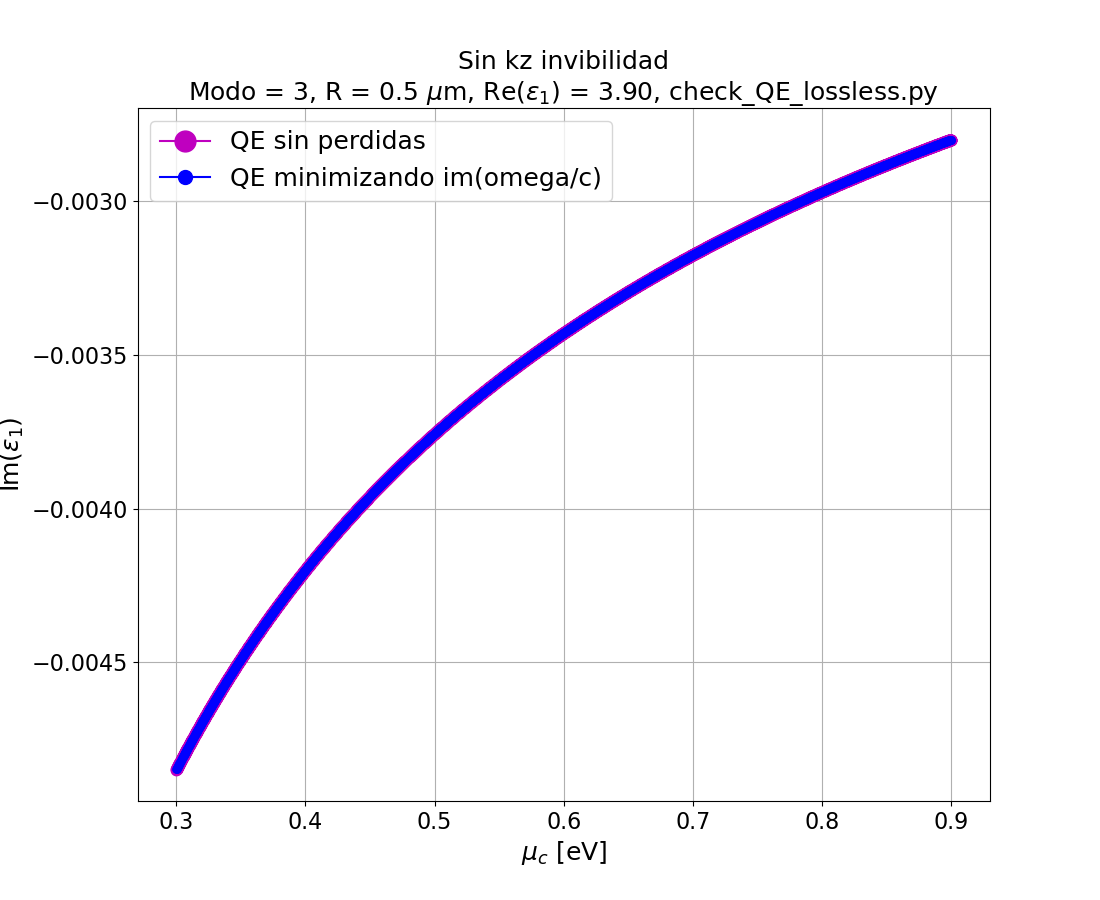 Sin kz invibilidad
Modo = 3, R = 0.5 μm, Re(ε₁) = 3.90, check_QE_lossless.py
QE sin perdidas
QE minimizando im(omega/c)
−0.0030
−0.0035
−0.0040
−0.0045
Im(ε₁)
0.3 0.4 0.5 0.6 0.7 0.8 0.9
μ_c [eV]